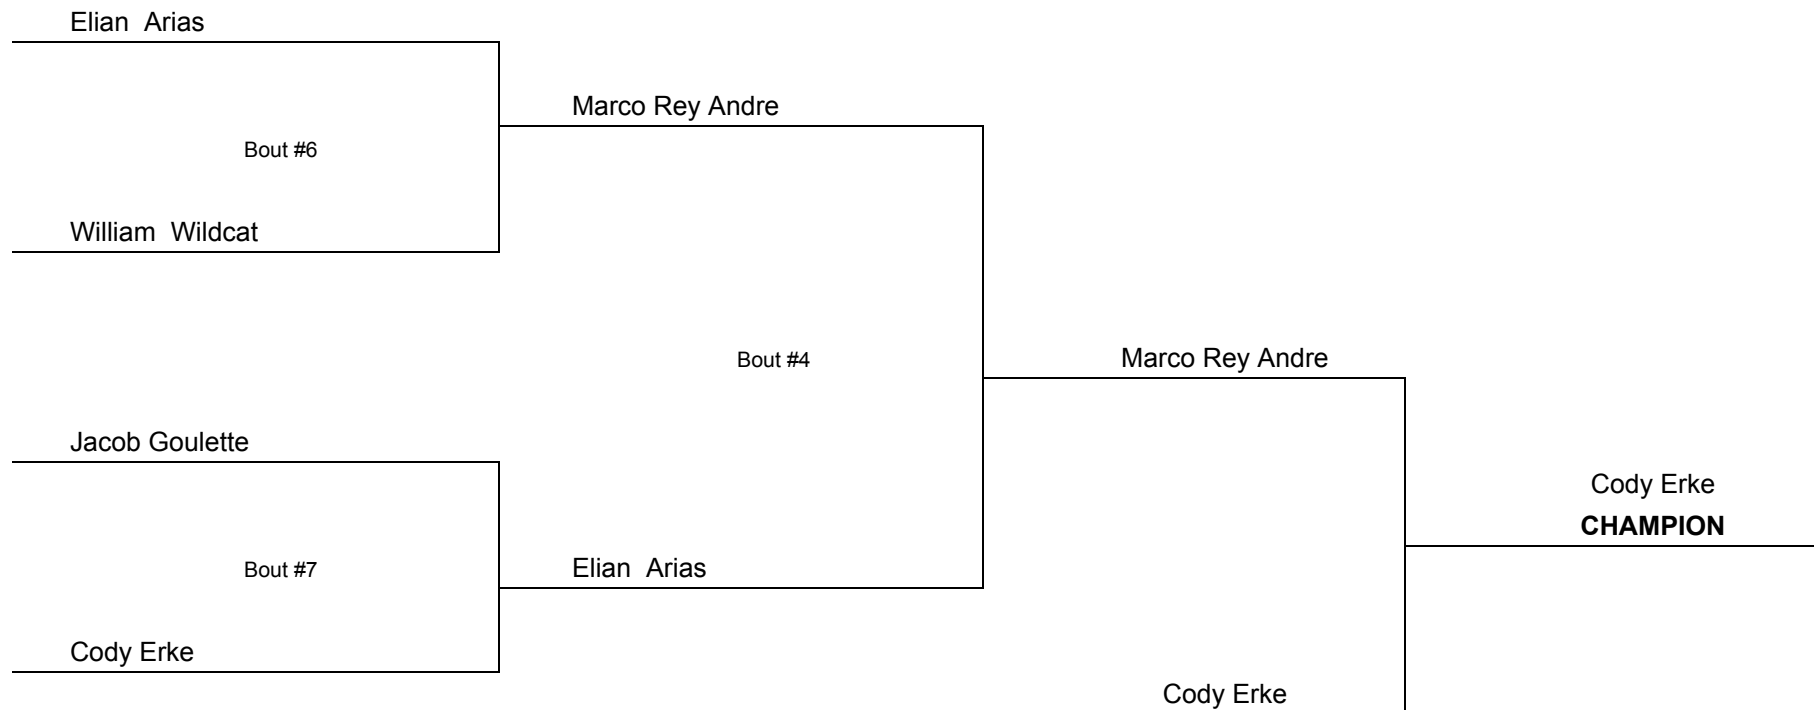 Elian  Arias
Marco Rey Andre
Bout #6
William  Wildcat
Bout #4
Marco Rey Andre
Jacob Goulette
Cody Erke
CHAMPION
Bout #7
Elian  Arias
Cody Erke
Cody Erke